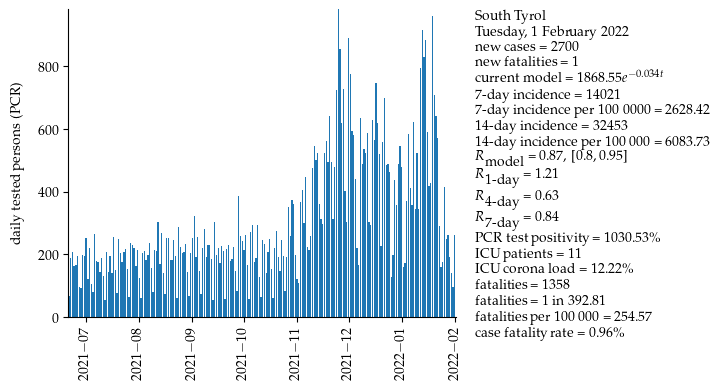 South Tyrol
Tuesday, 1 February 2022
new cases = 2700
new fatalities = 1
current model = 1868.55e^{-0.034t}
7-day incidence = 14021
7-day incidence per 100 0000 = 2628.42
14-day incidence = 32453
14-day incidence per 100 000 = 6083.73
R_model = 0.87, [0.8, 0.95]
R_1-day = 1.21
R_4-day = 0.63
R_7-day = 0.84
PCR test positivity = 1030.53%
ICU patients = 11
ICU corona load = 12.22%
fatalities = 1358
fatalities = 1 in 392.81
fatalities per 100 000 = 254.57
case fatality rate = 0.96%
daily tested persons (PCR)
800
600
400
200
0
2021−07
2021−08
2021−09
2021−10
2021−11
2021−12
2022−01
2022−02